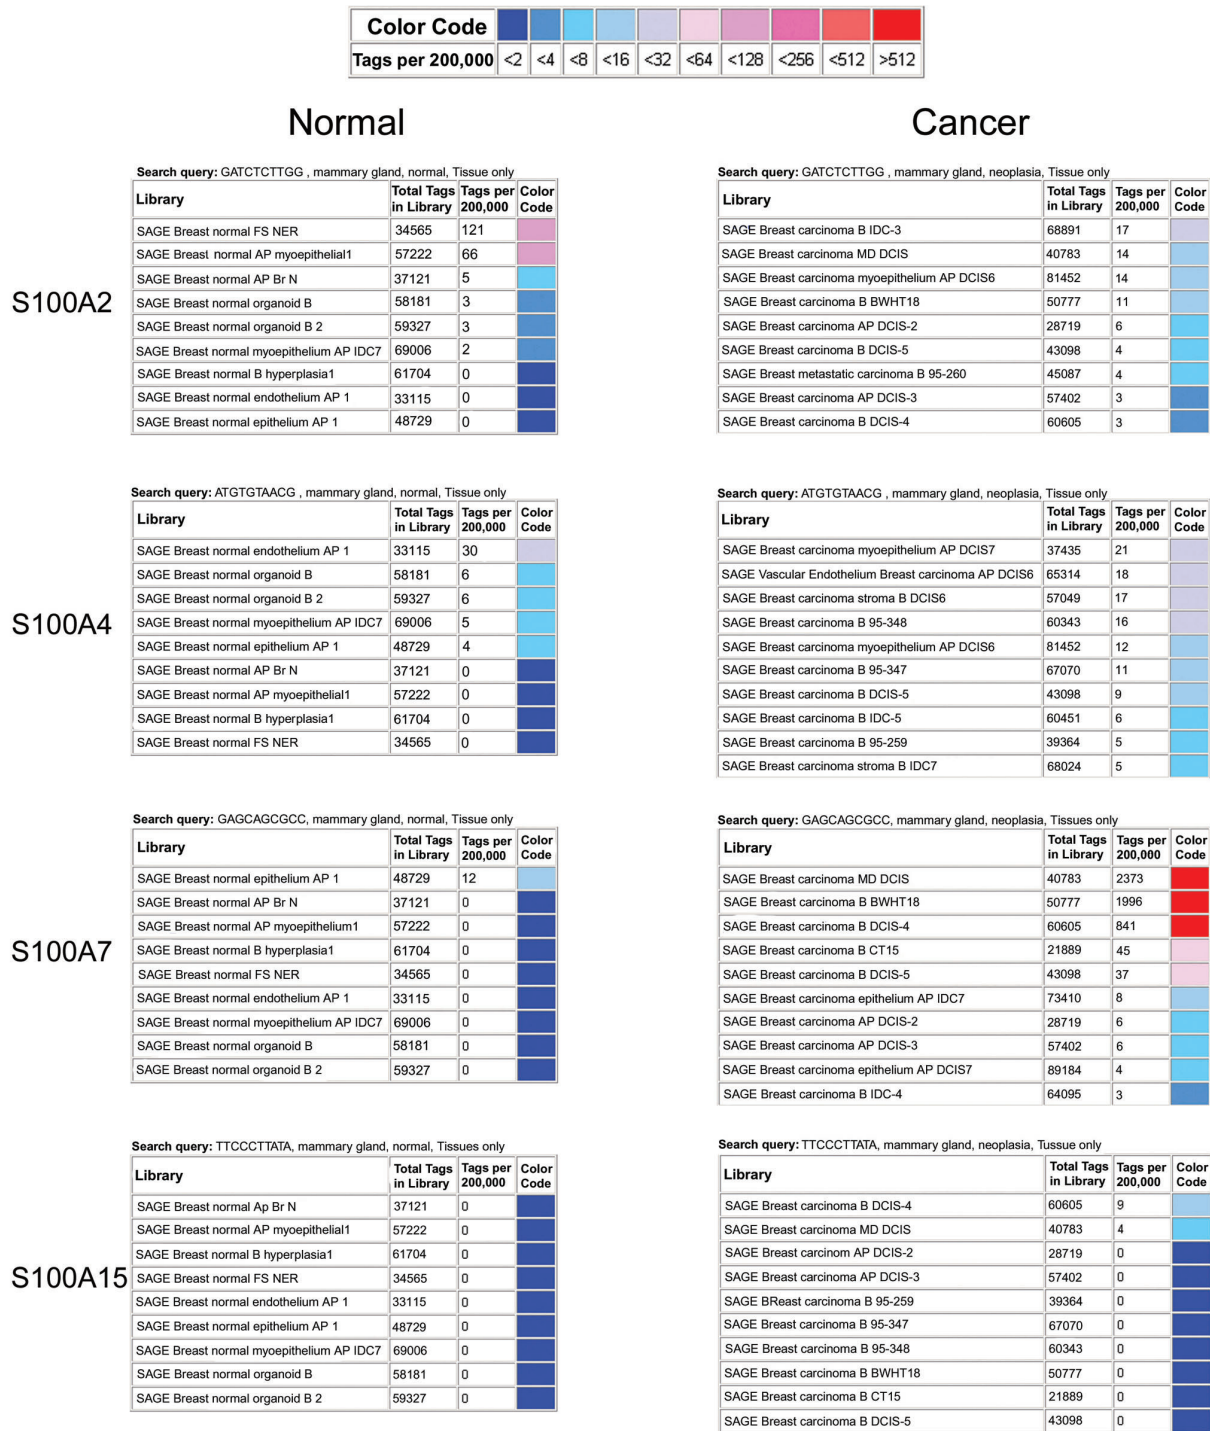 Color Code
Tags per 200,000 <2 <4 <8 <16 <32 <64 <128 <256 <512 >512
Normal
Cancer
S100A2
Search query: GATCTCTTGG , mammary gland, normal, Tissue only
Library Total Tags in Library Tags per 200,000 Color Code
SAGE Breast normal FS NER 34565 121
SAGE Breast normal AP myoepithelial1 57222 66
SAGE Breast normal AP Br N 37121 5
SAGE Breast normal organoid B 58181 3
SAGE Breast normal organoid B 2 59327 3
SAGE Breast normal myoepithelium AP IDC7 69006 2
SAGE Breast normal B hyperplasia1 61704 0
SAGE Breast normal endothelium AP 1 33115 0
SAGE Breast normal epithelium AP 1 48729 0
Search query: GATCTCTTGG , mammary gland, neoplasia, Tissue only
Library Total Tags in Library Tags per 200,000 Color Code
SAGE Breast carcinoma B IDC-3 68891 17
SAGE Breast carcinoma MD DCIS 40783 14
SAGE Breast carcinoma myoepithelium AP DCIS6 81452 14
SAGE Breast carcinoma B BWHT18 50777 11
SAGE Breast carcinoma AP DCIS-2 28719 6
SAGE Breast carcinoma B DCIS-5 43098 4
SAGE Breast metastatic carcinoma B 95-260 45087 4
SAGE Breast carcinoma AP DCIS-3 57402 3
SAGE Breast carcinoma B DCIS-4 60605 3
S100A4
Search query: ATGTGTAACG , mammary gland, normal, Tissue only
Library Total Tags in Library Tags per 200,000 Color Code
SAGE Breast normal endothelium AP 1 33115 30
SAGE Breast normal organoid B 58181 6
SAGE Breast normal organoid B 2 59327 6
SAGE Breast normal myoepithelium AP IDC7 69006 5
SAGE Breast normal epithelium AP 1 48729 4
SAGE Breast normal AP Br N 37121 0
SAGE Breast normal AP myoepithelial1 57222 0
SAGE Breast normal B hyperplasia1 61704 0
SAGE Breast normal FS NER 34565 0
Search query: ATGTGTAACG , mammary gland, neoplasia, Tissue only
Library Total Tags in Library Tags per 200,000 Color Code
SAGE Breast carcinoma myoepithelium AP DCIS7 37435 21
SAGE Vascular Endothelium Breast carcinoma AP DCIS6 65314 18
SAGE Breast carcinoma stroma B DCIS6 57049 17
SAGE Breast carcinoma B 95-348 60343 16
SAGE Breast carcinoma myoepithelium AP DCIS6 81452 12
SAGE Breast carcinoma B 95-347 67070 11
SAGE Breast carcinoma B DCIS-5 43098 9
SAGE Breast carcinoma B IDC-5 60451 6
SAGE Breast carcinoma B 95-259 39364 5
SAGE Breast carcinoma stroma B IDC7 68024 5
S100A7
Search query: GAGCAGCGCC, mammary gland, normal, Tissue only
Library Total Tags in Library Tags per 200,000 Color Code
SAGE Breast normal epithelium AP 1 48729 12
SAGE Breast normal AP Br N 37121 0
SAGE Breast normal AP myoepithelium1 57222 0
SAGE Breast normal B hyperplasia1 61704 0
SAGE Breast normal FS NER 34565 0
SAGE Breast normal endothelium AP 1 33115 0
SAGE Breast normal myoepithelium AP IDC7 69006 0
SAGE Breast normal organoid B 58181 0
SAGE Breast normal organoid B 2 59327 0
Search query: GAGCAGCGCC, mammary gland, neoplasia, Tissues only
Library Total Tags in Library Tags per 200,000 Color Code
SAGE Breast carcinoma MD DCIS 40783 2373
SAGE Breast carcinoma B BWHT18 50777 1996
SAGE Breast carcinoma B DCIS-4 60605 841
SAGE Breast carcinoma B CT15 21889 45
SAGE Breast carcinoma B DCIS-5 43098 37
SAGE Breast carcinoma epithelium AP IDC7 73410 8
SAGE Breast carcinoma AP DCIS-2 28719 6
SAGE Breast carcinoma AP DCIS-3 57402 6
SAGE Breast carcinoma epithelium AP DCIS7 89184 4
SAGE Breast carcinoma B IDC-4 64095 3
S100A15
Search query: TTCCCTTATA, mammary gland, normal, Tissues only
Library Total Tags in Library Tags per 200,000 Color Code
SAGE Breast normal Ap Br N 37121 0
SAGE Breast normal AP myoepithelial1 57222 0
SAGE Breast normal B hyperplasia1 61704 0
SAGE Breast normal FS NER 34565 0
SAGE Breast normal endothelium AP 1 33115 0
SAGE Breast normal epithelium AP 1 48729 0
SAGE Breast normal myoepithelium AP IDC7 69006 0
SAGE Breast normal organoid B 58181 0
SAGE Breast normal organoid B 2 59327 0
Search query: TTCCCTTATA, mammary gland, neoplasia, Tussue only
Library Total Tags in Library Tags per 200,000 Color Code
SAGE Breast carcinoma B DCIS-4 60605 9
SAGE Breast carcinoma MD DCIS 40783 4
SAGE Breast carcinom AP DCIS-2 28719 0
SAGE Breast carcinoma AP DCIS-3 57402 0
SAGE BReast carcinoma B 95-259 39364 0
SAGE Breast carcinoma B 95-347 67070 0
SAGE Breast carcinoma B 95-348 60343 0
SAGE Breast carcinoma B BWHT18 50777 0
SAGE Breast carcinoma B CT15 21889 0
SAGE Breast carcinoma B DCIS-5 43098 0